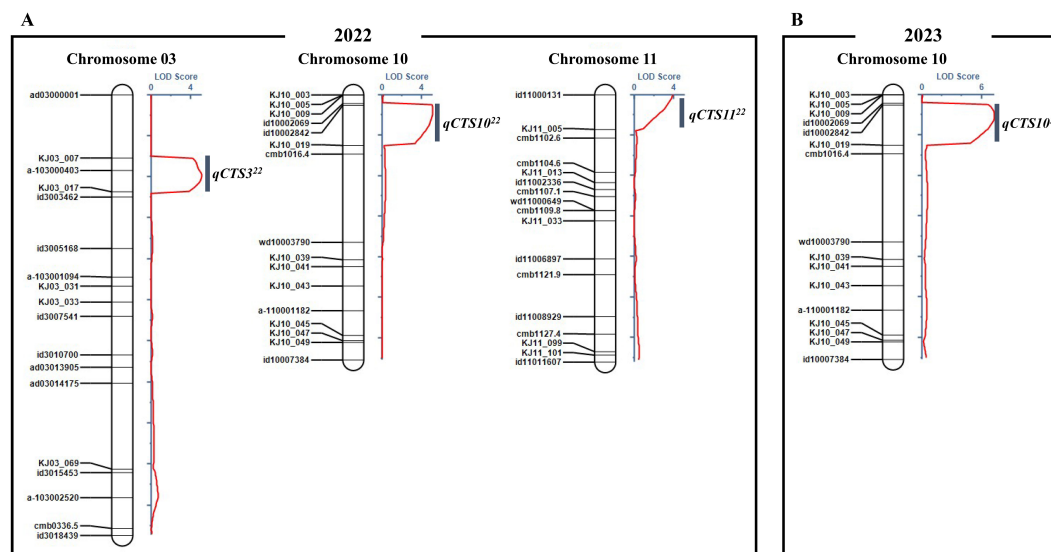 A
2022
Chromosome 03
LOD Score
4
ad03000001
KJ03_007
a-103000403
KJ03_017
id3003462
id3005168
a-103001094
KJ03_031
KJ03_033
id3007541
id3010700
ad03013905
ad03014175
KJ03_069
id3015453
a-103002520
cmb0336.5
id3018439
qCTS3²²
Chromosome 10
LOD Score
4
KJ10_003
KJ10_005
KJ10_009
id10002069
id10002842
KJ10_019
cmb1016.4
wd10003790
KJ10_039
KJ10_041
KJ10_043
a-110001182
KJ10_045
KJ10_047
KJ10_049
id10007384
qCTS10²²
Chromosome 11
LOD Score
4
id11000131
KJ11_005
cmb1102.6
cmb1104.6
KJ11_013
id11002336
cmb1107.1
wd11000649
cmb1109.8
KJ11_033
id11006897
cmb1121.9
id11008929
cmb1127.4
KJ11_099
KJ11_101
id11011607
qCTS11²²
B
2023
Chromosome 10
LOD Score
6
KJ10_003
KJ10_005
KJ10_009
id10002069
id10002842
KJ10_019
cmb1016.4
wd10003790
KJ10_039
KJ10_041
KJ10_043
a-110001182
KJ10_045
KJ10_047
KJ10_049
id10007384
qCTS10